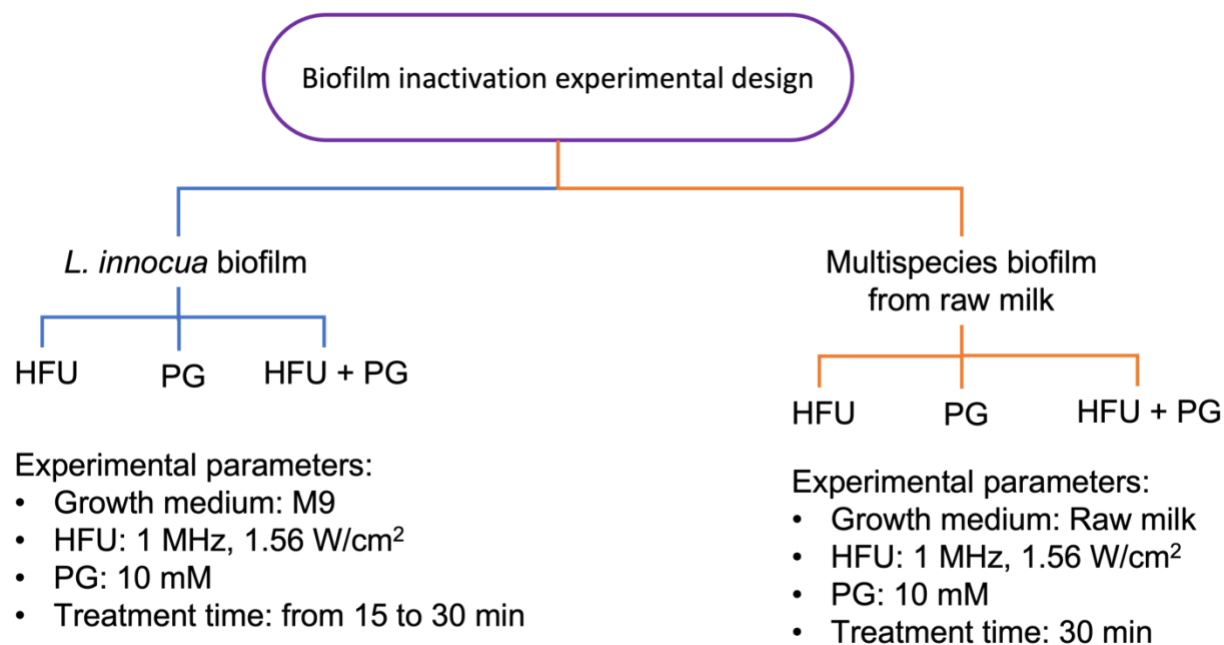 Biofilm inactivation experimental design
L. innocua biofilm
HFU
PG
HFU + PG
Experimental parameters:
• Growth medium: M9
• HFU: 1 MHz, 1.56 W/cm²
• PG: 10 mM
• Treatment time: from 15 to 30 min
Multispecies biofilm
from raw milk
HFU
PG
HFU + PG
Experimental parameters:
• Growth medium: Raw milk
• HFU: 1 MHz, 1.56 W/cm²
• PG: 10 mM
• Treatment time: 30 min